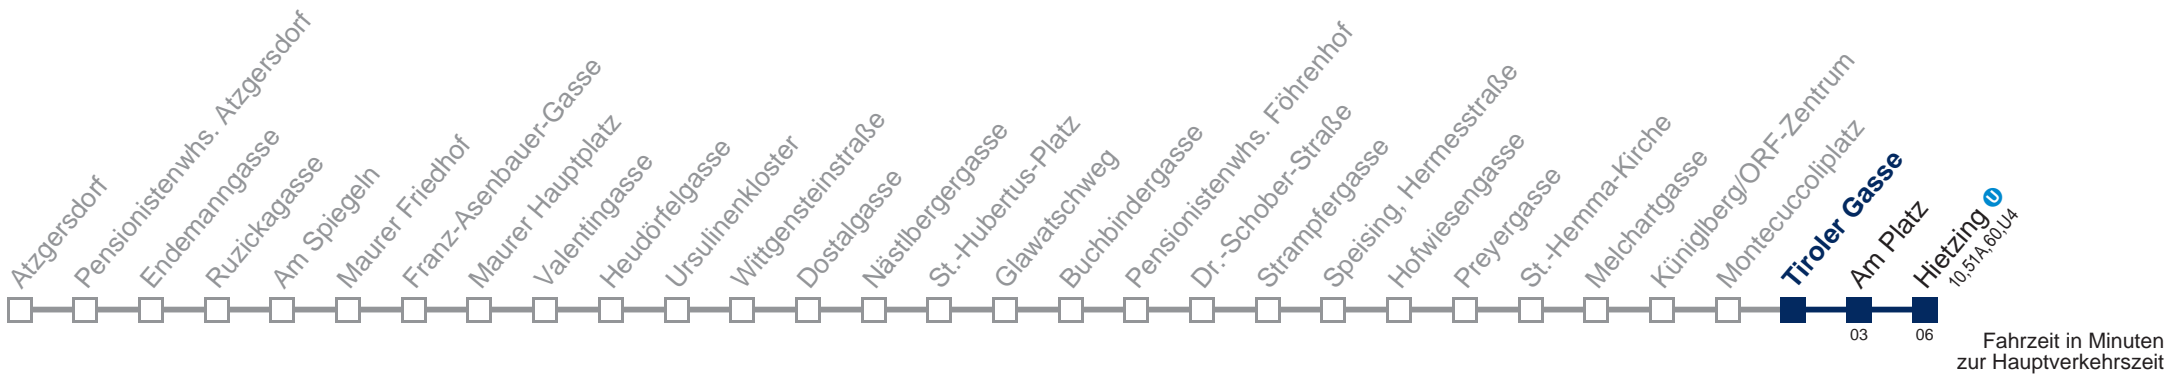 Atzgersdorf
Pensionistenwhs. Atzgersdorf
Endemanngasse
Ruzickagasse
Am Spiegeln
Maurer Friedhof
Franz-Asenbauer-Gasse
Maurer Hauptplatz
Valentingasse
Heudörfelgasse
Ursulinenkloster
Wittgensteinstraße
Dostalgasse
Nästlbergergasse
St.-Hubertus-Platz
Glawatschweg
Buchbindergasse
Pensionistenwhs. Föhrenhof
Dr.-Schober-Straße
Strampfergasse
Speising, Hermesstraße
Hofwiesengasse
Preyergasse
St.-Hemma-Kirche
Melchartgasse
Küniglberg/ORF-Zentrum
Montecuccoliplatz
Tiroler Gasse
Am Platz
Hietzing U
10,51A,60,U4
03
06
Fahrzeit in Minuten
zur Hauptverkehrszeit